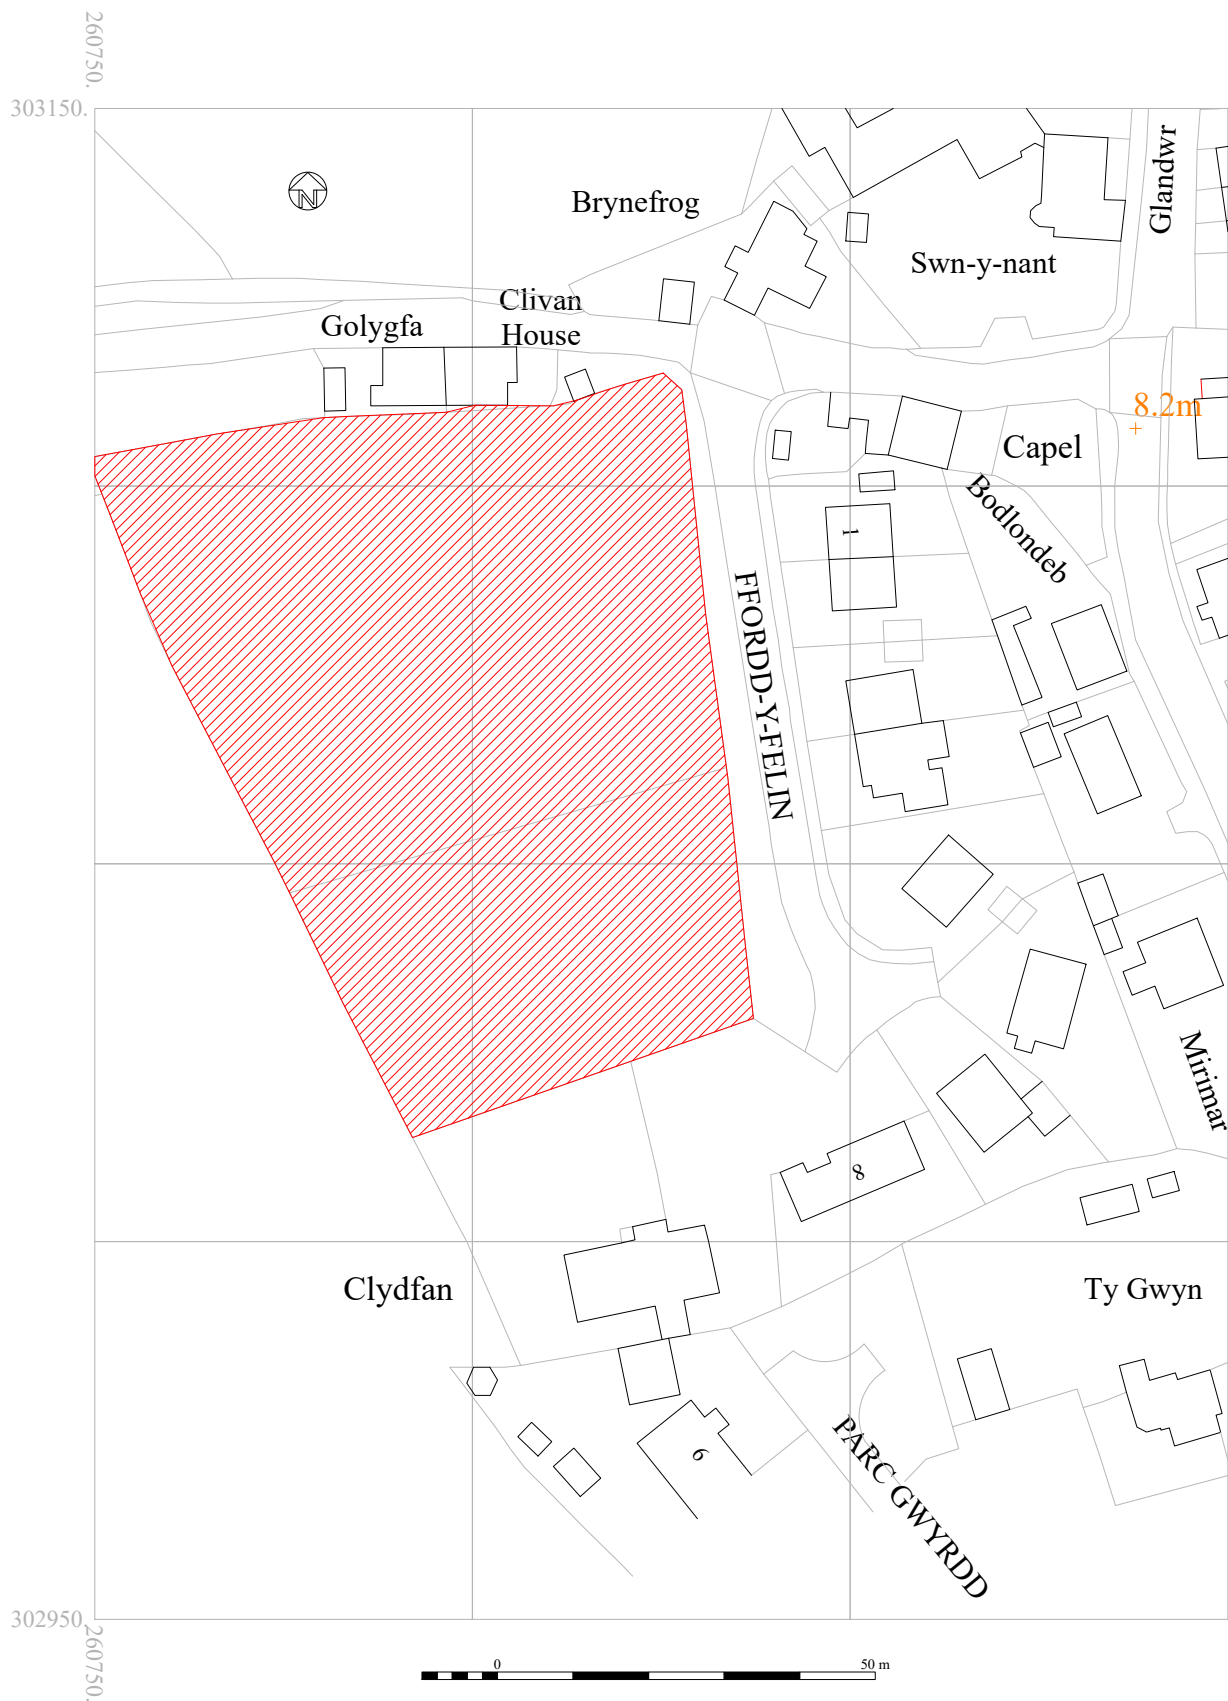 260750.
303150.
N
Brynefrog
Glandwr
Swn-y-nant
Clivan
House
Golygfa
8.2m
Capel
Bodlondeb
1
FFORDD-Y-FELIN
Mirimar
8
Clydfan
Ty Gwyn
6
PARC GWYRDD
302950.
260750.
0
50 m